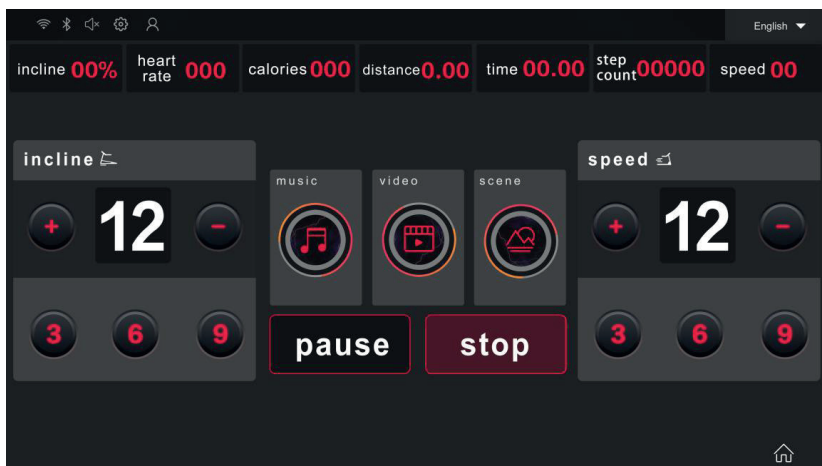 English
incline 00% heart rate 000 calories 000 distance 0.00 time 00.00 step count 00000 speed 00
incline
+ 12 -
3 6 9
music video scene
pause stop
speed
+ 12 -
3 6 9